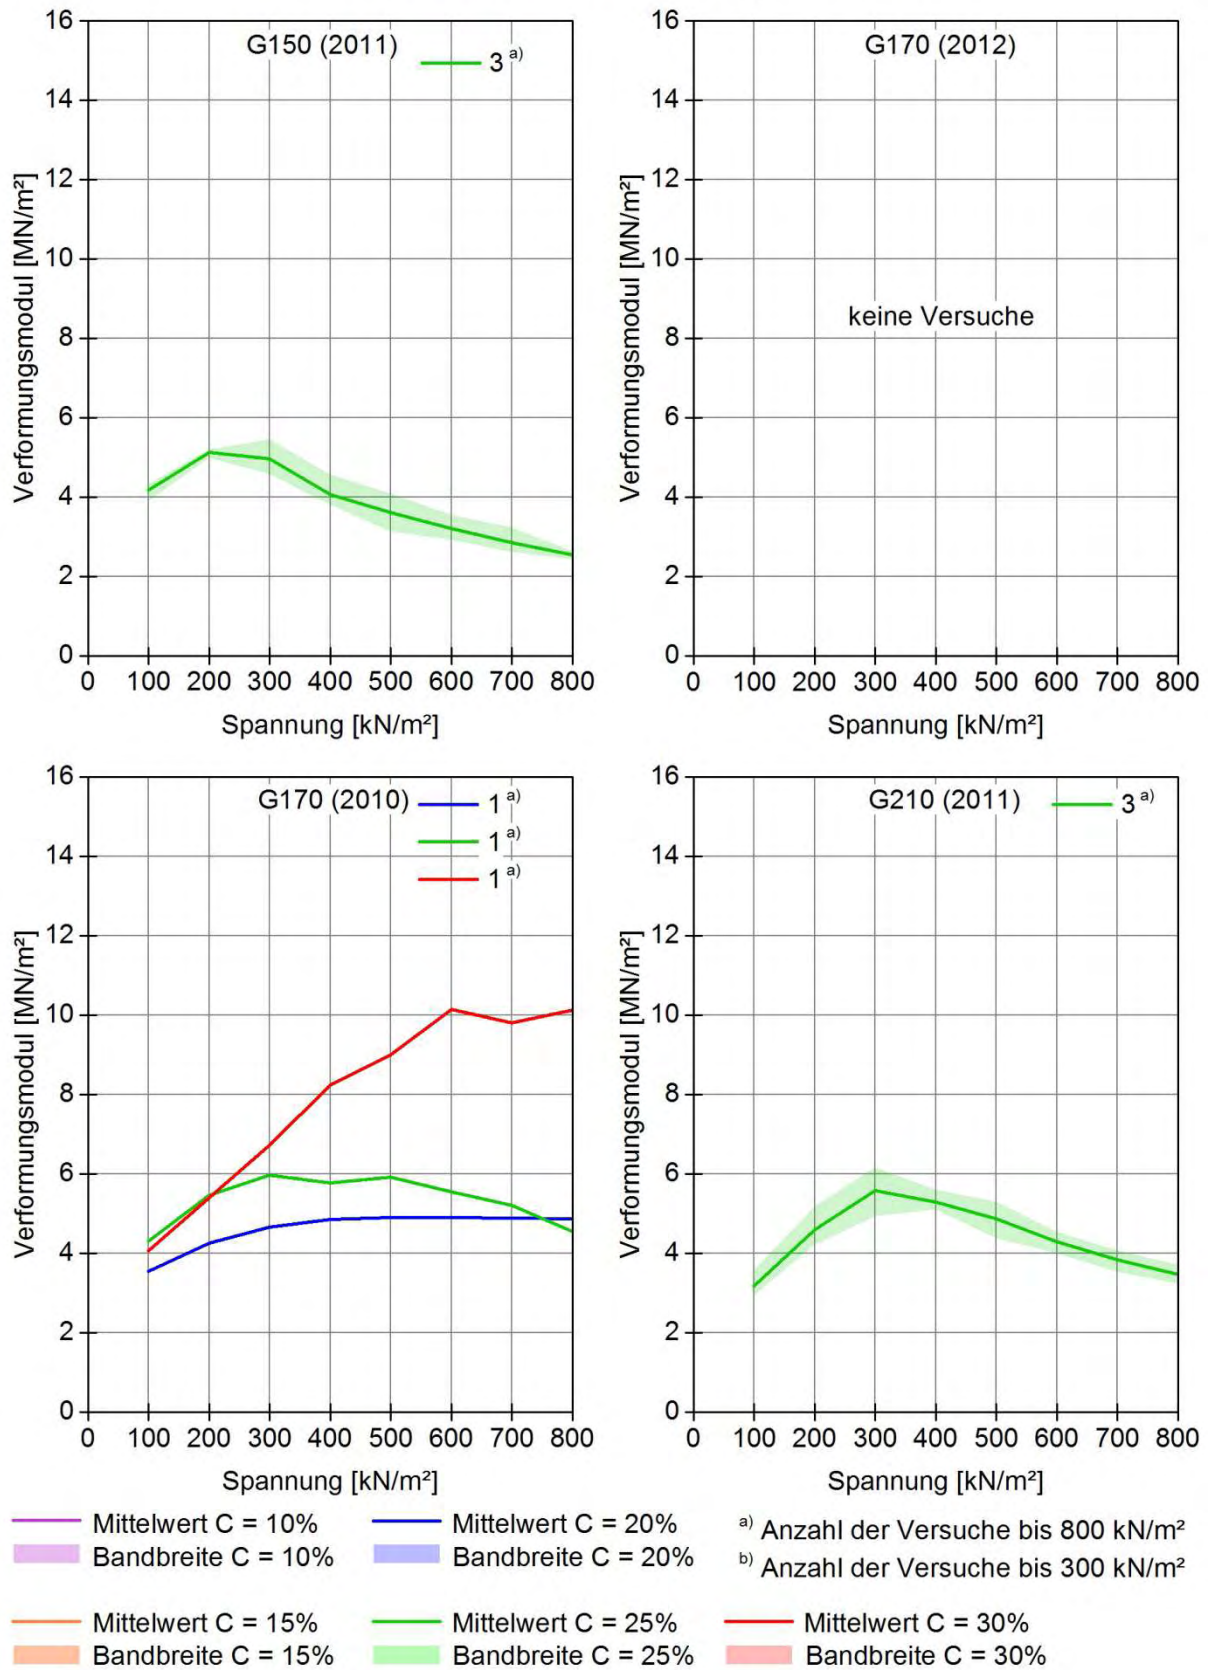 G150 (2011)
3 a)
Verformungsmodul [MN/m²]
16
14
12
10
8
6
4
2
0
0 100 200 300 400 500 600 700 800
Spannung [kN/m²]
G170 (2012)
keine Versuche
Verformungsmodul [MN/m²]
16
14
12
10
8
6
4
2
0
0 100 200 300 400 500 600 700 800
Spannung [kN/m²]
G170 (2010)
1 a)
1 a)
1 a)
Verformungsmodul [MN/m²]
16
14
12
10
8
6
4
2
0
0 100 200 300 400 500 600 700 800
Spannung [kN/m²]
G210 (2011)
3 a)
Verformungsmodul [MN/m²]
16
14
12
10
8
6
4
2
0
0 100 200 300 400 500 600 700 800
Spannung [kN/m²]
Mittelwert C = 10%
Bandbreite C = 10%
Mittelwert C = 20%
Bandbreite C = 20%
a) Anzahl der Versuche bis 800 kN/m²
b) Anzahl der Versuche bis 300 kN/m²
Mittelwert C = 15%
Bandbreite C = 15%
Mittelwert C = 25%
Bandbreite C = 25%
Mittelwert C = 30%
Bandbreite C = 30%